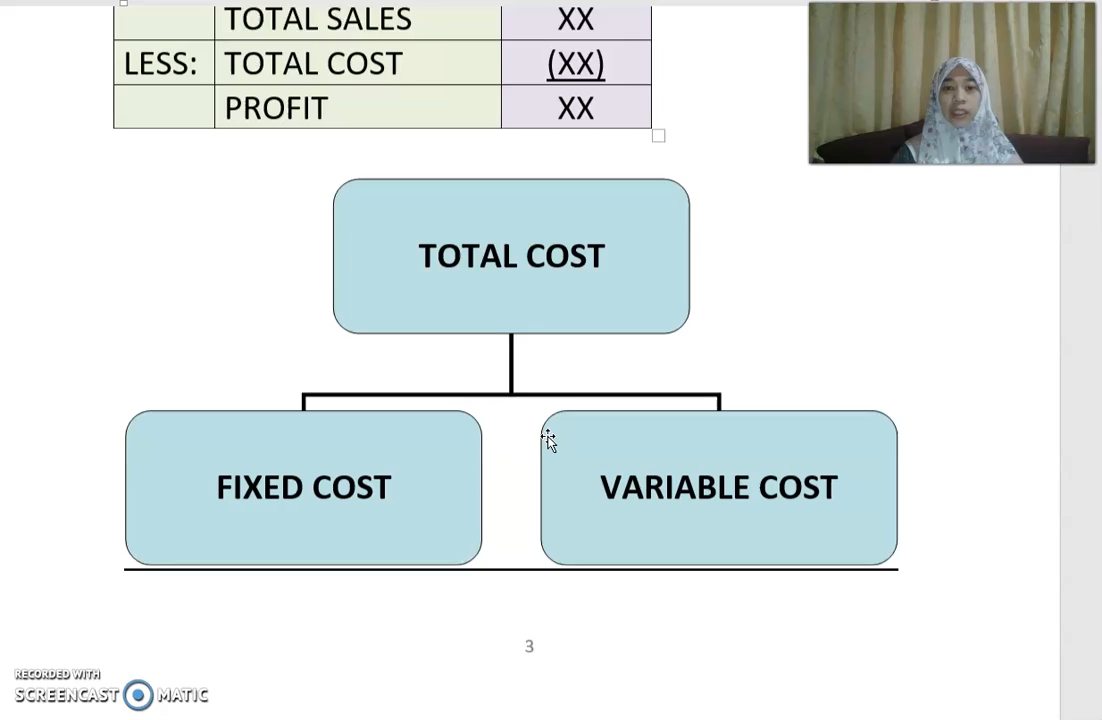 TOTAL SALES XX
LESS: TOTAL COST (XX)
PROFIT XX
TOTAL COST
FIXED COST VARIABLE COST
3
RECORDED WITH
SCREENCAST MATIC